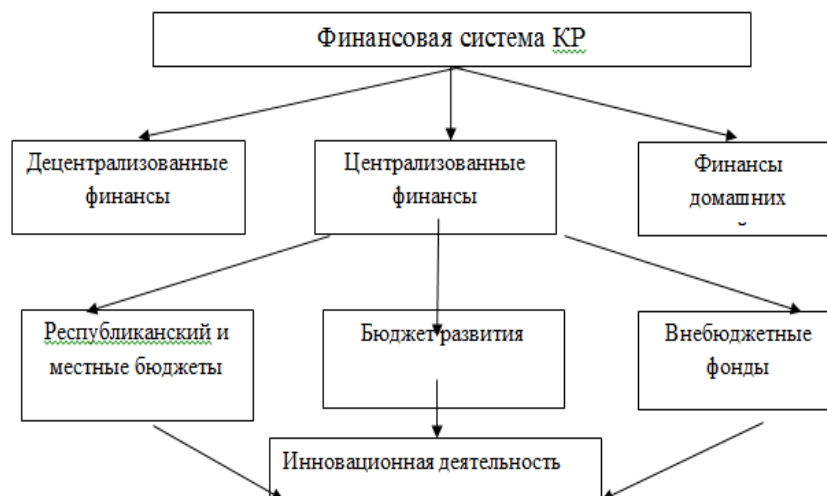 Финансовая система КР
Децентрализованные
финансы
Централизованные
финансы
Финансы
домашних
Республиканский и
местные бюджеты
Бюджет развития
Внебюджетные
фонды
Инновационная деятельность